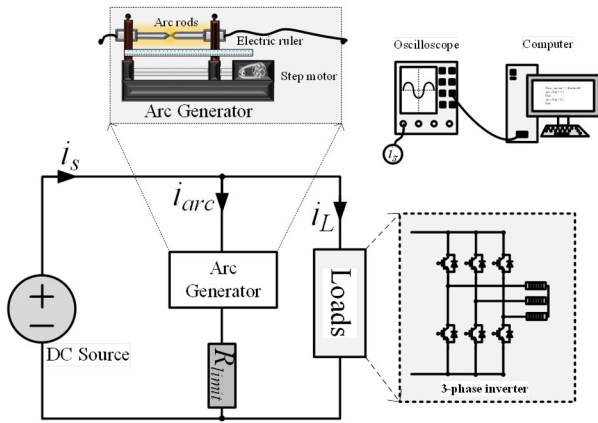 Arc rods
Electric ruler
Step motor
Arc Generator
Oscilloscope
Computer
i_s
i_s
i_arc
i_L
Arc
Generator
Loads
DC Source
R_limit
3-phase inverter